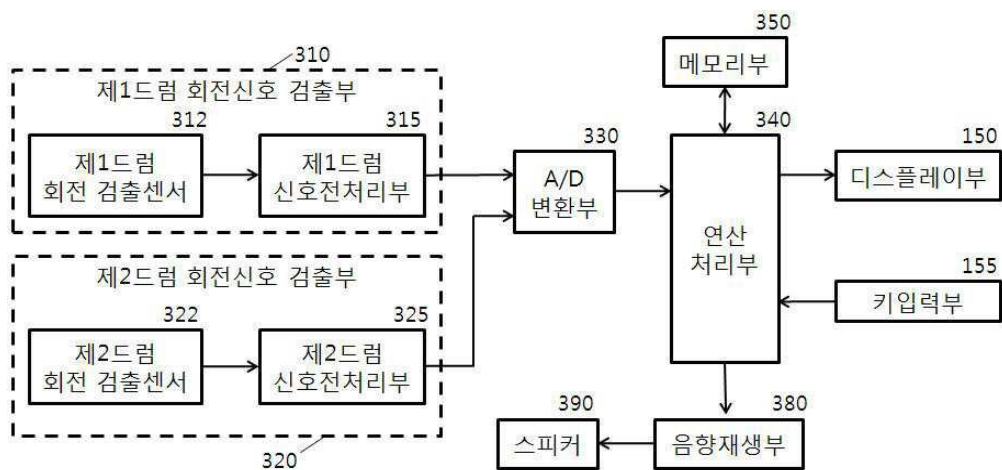 310
제1드럼 회전신호 검출부
312
315
제1드럼
회전 검출센서
제1드럼
신호전처리부
330
A/D
변환부
350
메모리부
340
연산
처리부
150
디스플레이부
155
키입력부
제2드럼 회전신호 검출부
322
325
제2드럼
회전 검출센서
제2드럼
신호전처리부
320
390
스피커
380
음향재생부